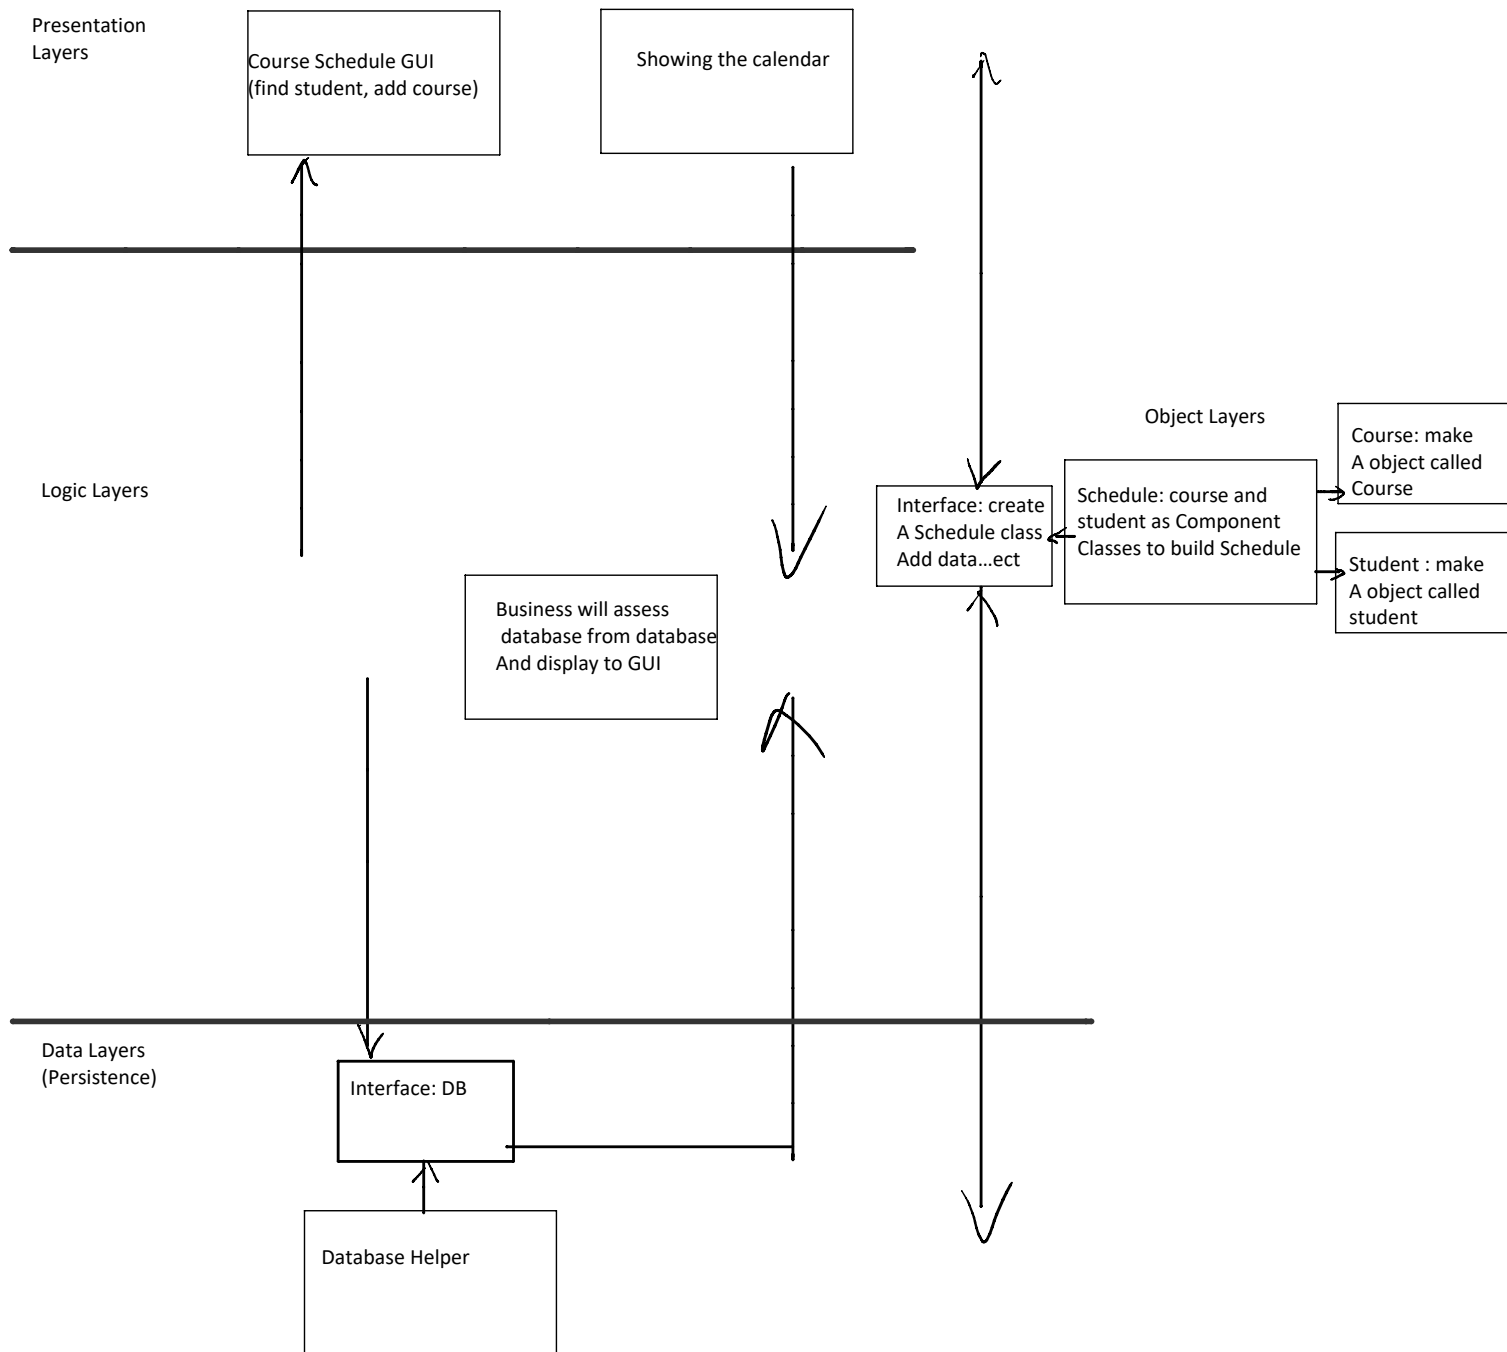 Presentation
Layers
Course Schedule GUI
(find student, add course)
Showing the calendar
Object Layers
Course: make
A object called
Course
Logic Layers
Interface: create
A Schedule class
Add data...ect
Schedule: course and
student as Component
Classes to build Schedule
Student : make
A object called
student
Business will assess
database from database
And display to GUI
Data Layers
(Persistence)
Interface: DB
Database Helper